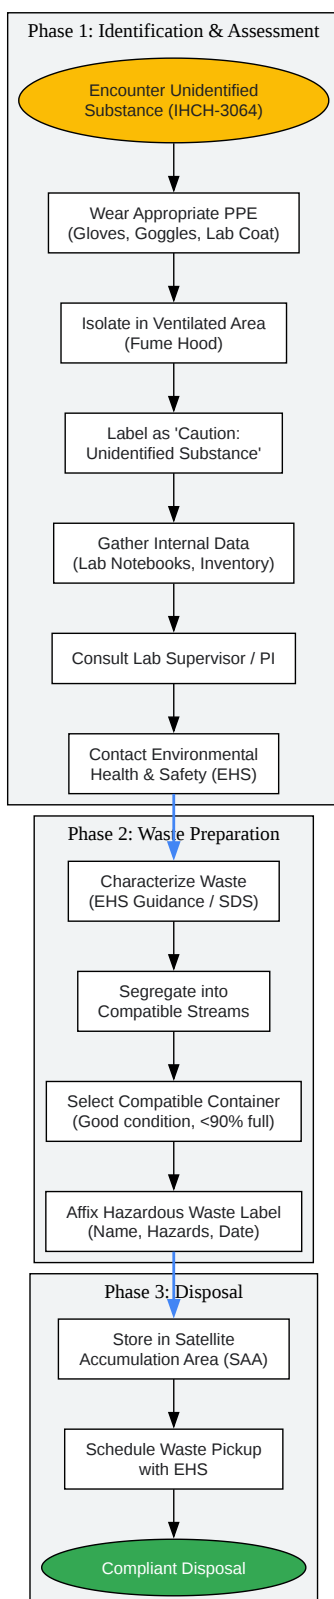 Phase 1: Identification & Assessment
Encounter Unidentified
Substance (IHCH-3064)
Wear Appropriate PPE
(Gloves, Goggles, Lab Coat)
Isolate in Ventilated Area
(Fume Hood)
Label as 'Caution:
Unidentified Substance'
Gather Internal Data
(Lab Notebooks, Inventory)
Consult Lab Supervisor / PI
Contact Environmental
Health & Safety (EHS)
Phase 2: Waste Preparation
Characterize Waste
(EHS Guidance / SDS)
Segregate into
Compatible Streams
Select Compatible Container
(Good condition, <90% full)
Affix Hazardous Waste Label
(Name, Hazards, Date)
Phase 3: Disposal
Store in Satellite
Accumulation Area (SAA)
Schedule Waste Pickup
with EHS
Compliant Disposal